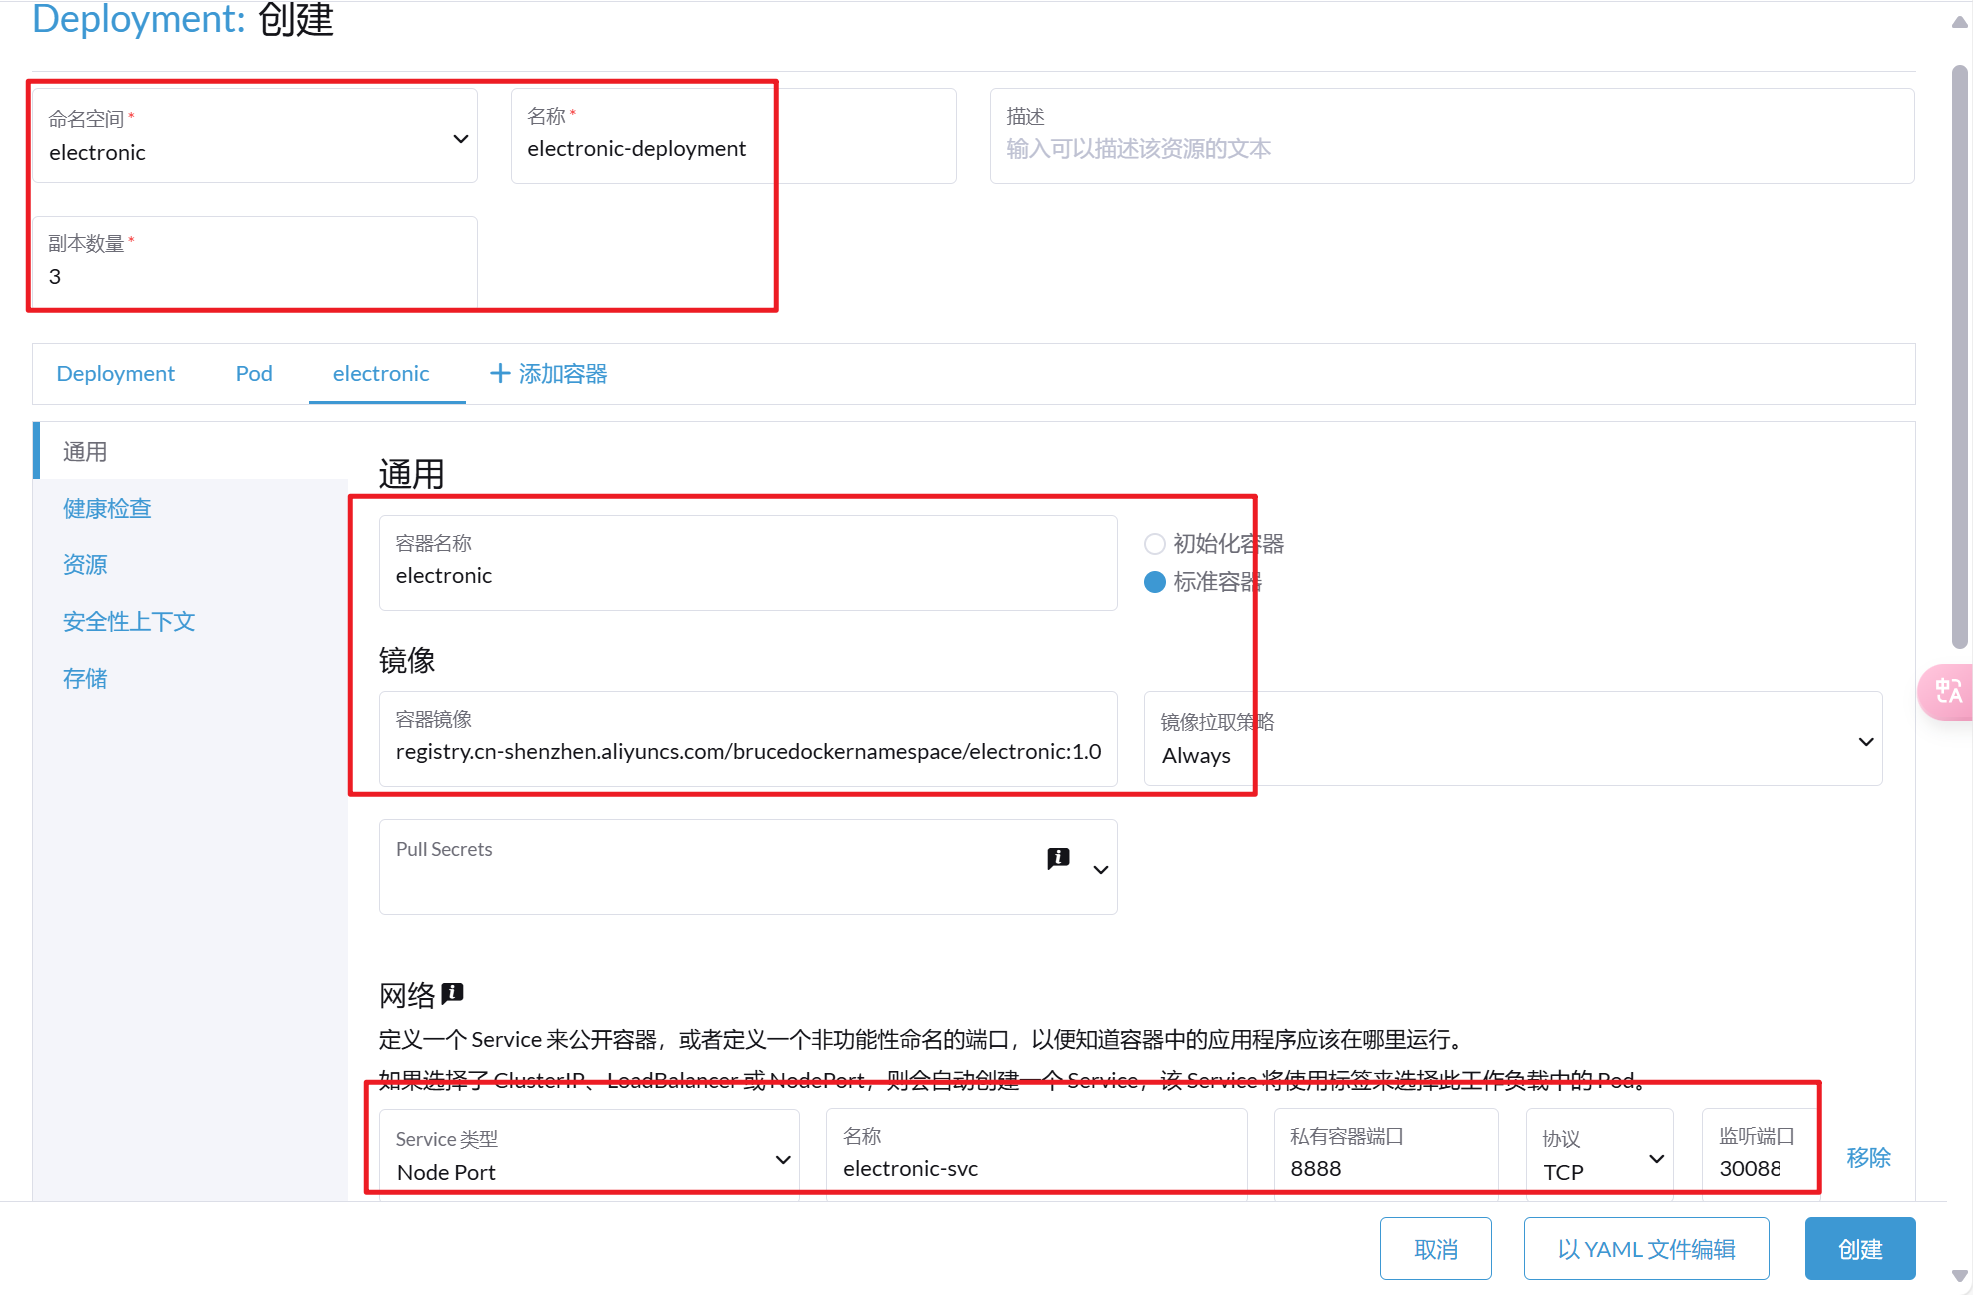 Deployment: 创建
命名空间 *
electronic
名称 *
electronic-deployment
描述
输入可以描述该资源的文本
副本数量 *
3
Deployment
Pod
electronic
+ 添加容器
通用
健康检查
资源
安全性上下文
存储
通用
容器名称
electronic
初始化容器
标准容器
镜像
容器镜像
registry.cn-shenzhen.aliyuncs.com/brucedockernamespace/electronic:1.0
镜像拉取策略
Always
Pull Secrets
网络
定义一个 Service 来公开容器，或者定义一个非功能性命名的端口，以便知道容器中的应用程序应该在哪里运行。
如果选择了 ClusterIP、LoadBalancer 或 NodePort，则会自动创建一个 Service，该 Service 将使用标签来选择此工作负载中的 Pod。
Service 类型
Node Port
名称
electronic-svc
私有容器端口
8888
协议
TCP
监听端口
30088
移除
取消
以 YAML 文件编辑
创建